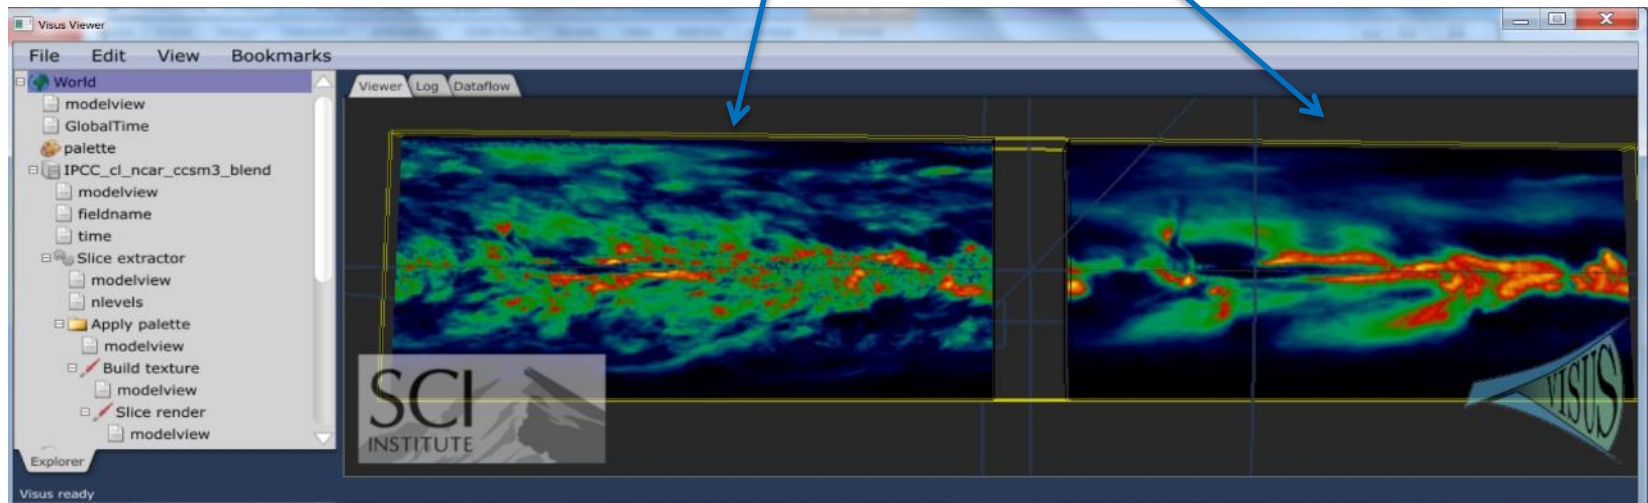 Visus Viewer
File Edit View Bookmarks
World
modelview
GlobalTime
palette
IPCC_cl_ncar_ccsm3_blend
modelview
fieldname
time
Slice extractor
modelview
nlevels
Apply palette
modelview
Build texture
modelview
Slice render
modelview
Explorer
Visus ready
Viewer Log Dataflow
SCI
INSTITUTE
VISUS